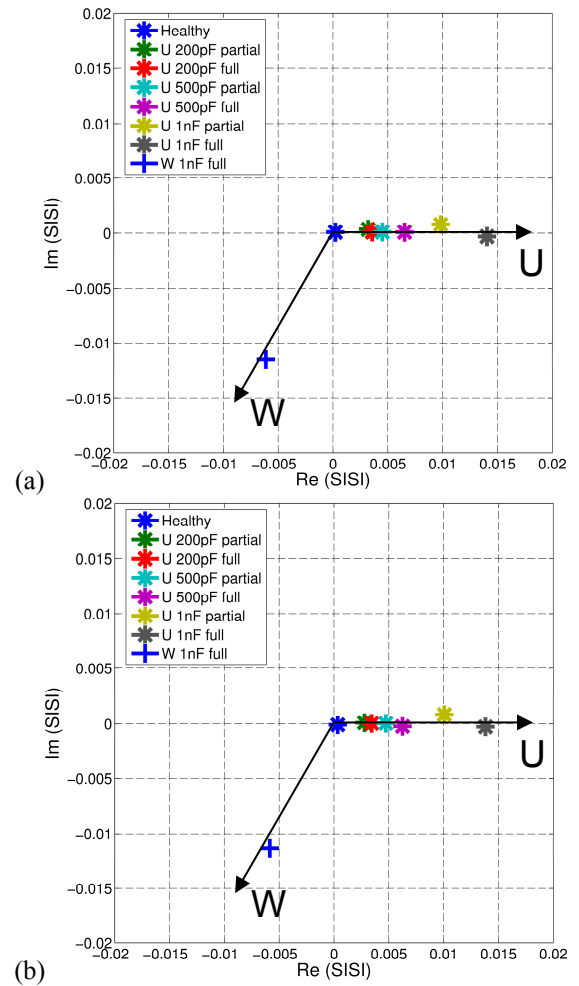 0.02
Healthy
U 200pF partial
0.015
U 200pF full
U 500pF partial
0.01
U 500pF full
U 1nF partial
U 1nF full
0.005
W 1nF full
Im (SISI)
0
U
−0.005
−0.01
−0.015
W
−0.02
−0.02 −0.015 −0.01 −0.005 0 0.005 0.01 0.015 0.02
(a)
Re (SISI)
0.02
Healthy
U 200pF partial
0.015
U 200pF full
U 500pF partial
0.01
U 500pF full
U 1nF partial
U 1nF full
0.005
W 1nF full
Im (SISI)
0
U
−0.005
−0.01
−0.015
W
−0.02
−0.02 −0.015 −0.01 −0.005 0 0.005 0.01 0.015 0.02
(b)
Re (SISI)